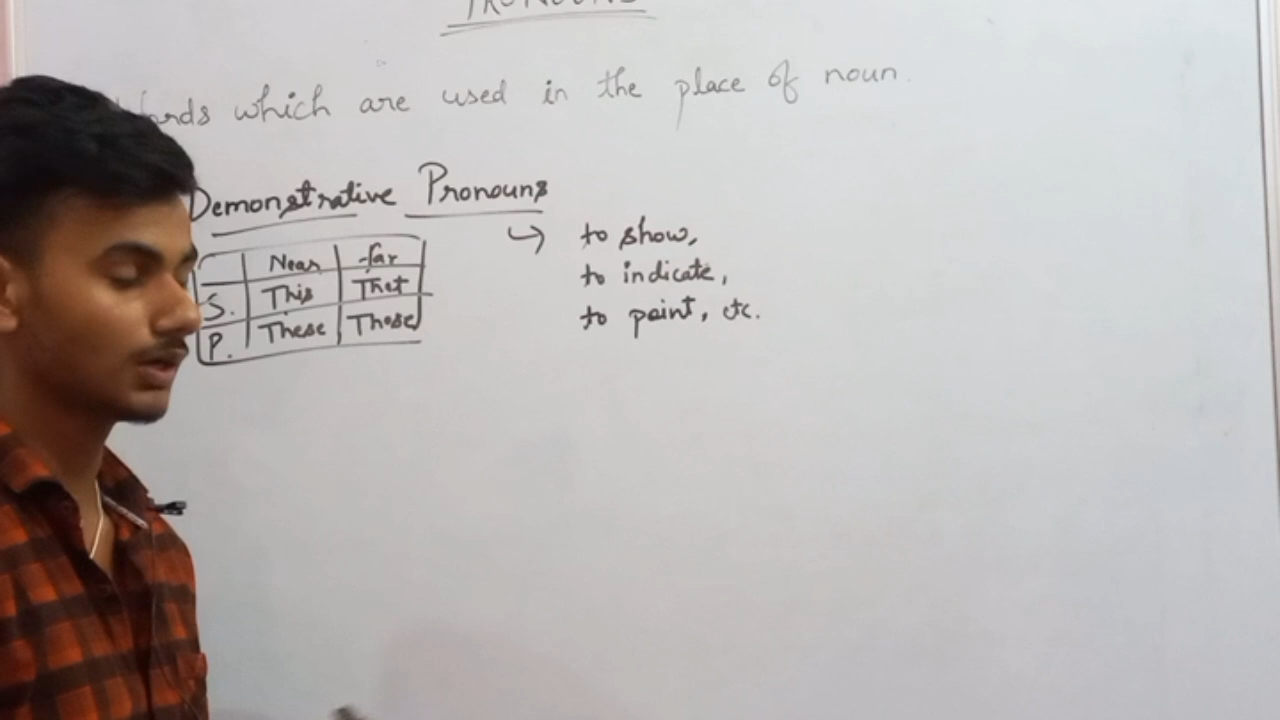 PRONOUNS
Words which are used in the place of noun.
Demonstrative Pronouns
↳ to show,
to indicate,
to point, etc.
Near far
S. This That
P. These Those